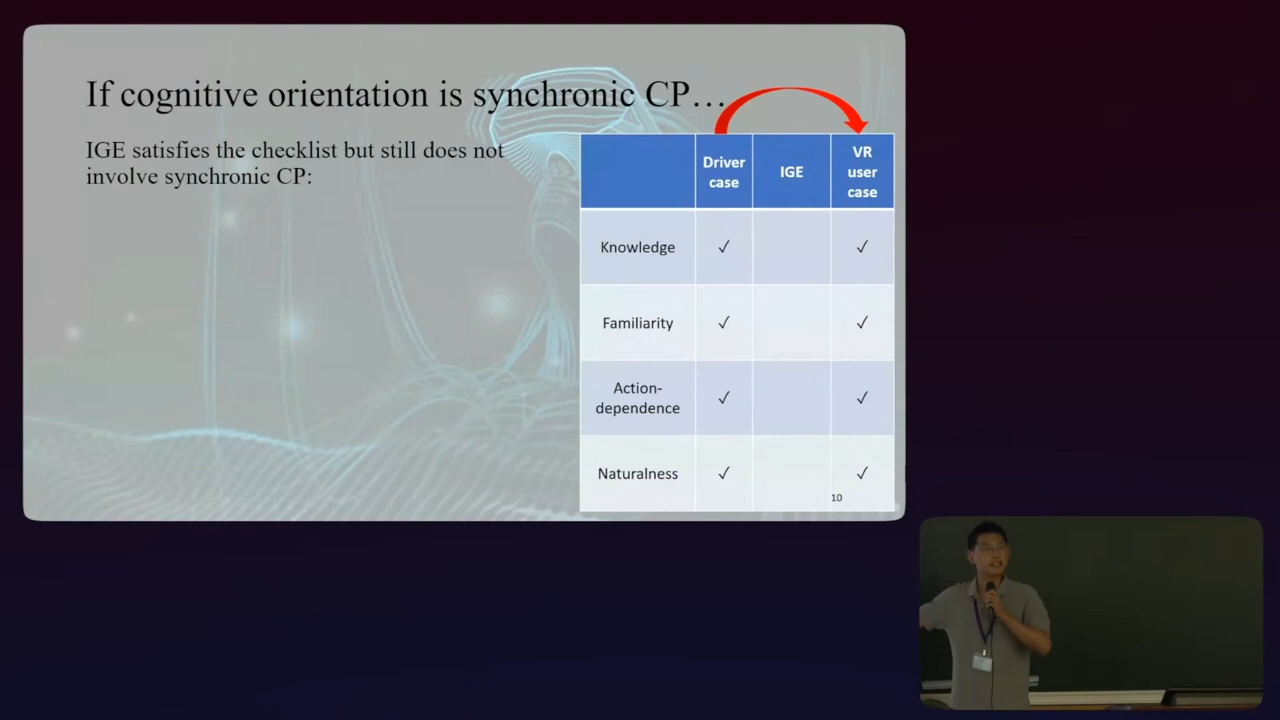 If cognitive orientation is synchronic CP…
IGE satisfies the checklist but still does not
involve synchronic CP:
Driver
case
IGE
VR
user
case
Knowledge ✓ ✓
Familiarity ✓ ✓
Action-
dependence ✓ ✓
Naturalness ✓ ✓
10